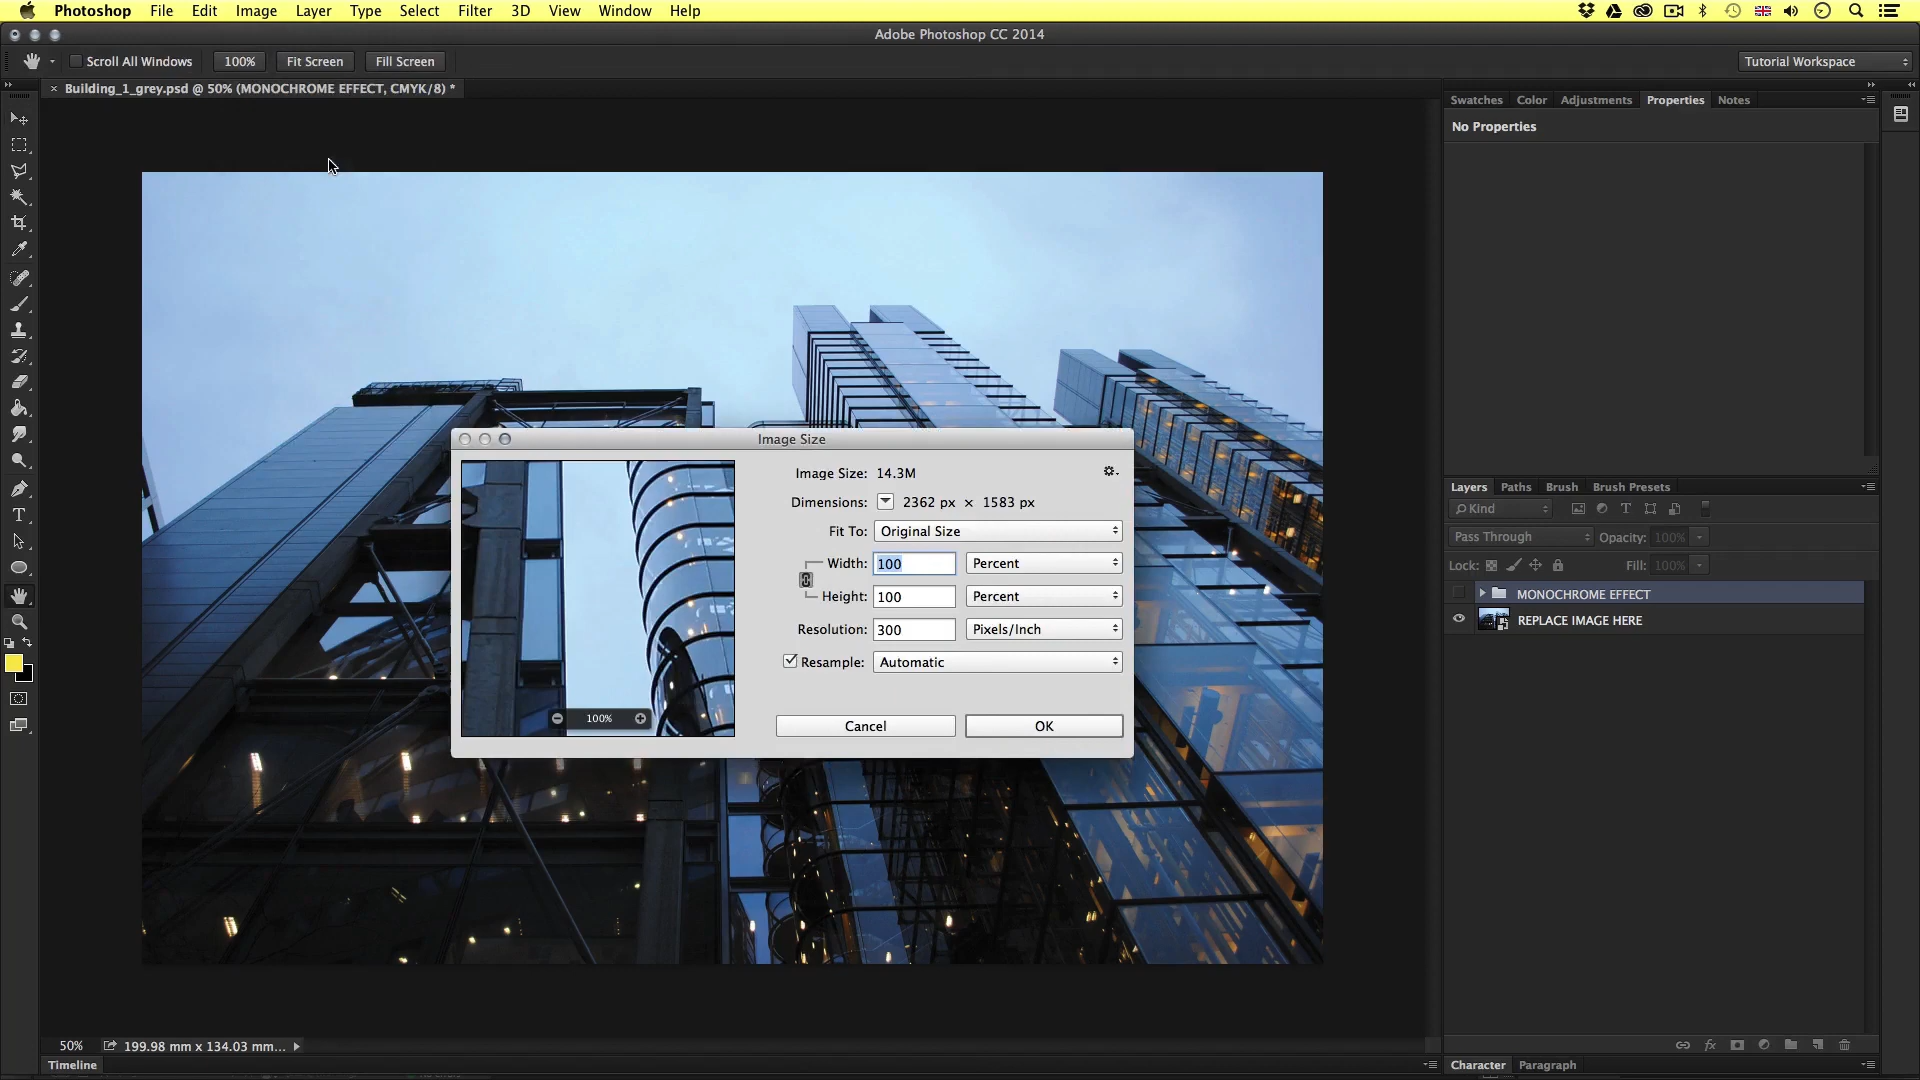 Photoshop File Edit Image Layer Type Select Filter 3D View Window Help
Adobe Photoshop CC 2014
Scroll All Windows 100% Fit Screen Fill Screen Tutorial Workspace
× Building_1_grey.psd @ 50% (MONOCHROME EFFECT, CMYK/8) *
Swatches Color Adjustments Properties Notes
No Properties
Image Size
Image Size: 14.3M
Dimensions: 2362 px × 1583 px
Fit To: Original Size
Width: 100 Percent
Height: 100 Percent
Resolution: 300 Pixels/Inch
Resample: Automatic
100%
Cancel OK
Layers Paths Brush Brush Presets
Kind
Pass Through Opacity: 100%
Lock: Fill: 100%
MONOCHROME EFFECT
REPLACE IMAGE HERE
50% 199.98 mm x 134.03 mm...
Timeline
Character Paragraph